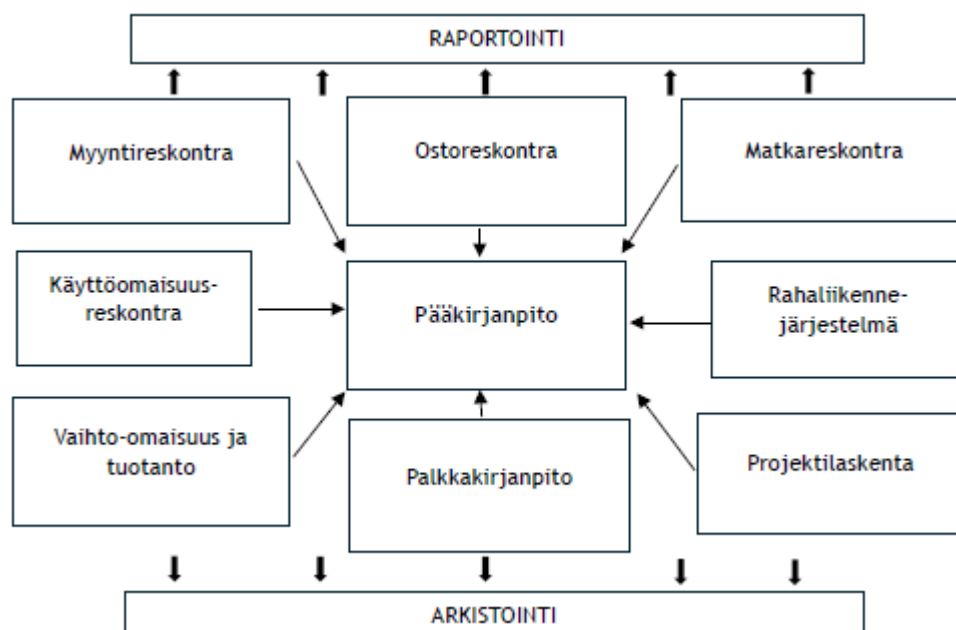 RAPORTOINTI
Myyntireskontra
Ostoreskontra
Matkareskontra
Käyttöomaisuus-
reskontra
Pääkirjanpito
Rahaliikenne-
järjestelmä
Vaihto-omaisuus ja
tuotanto
Palkkakirjanpito
Projektilaskenta
ARKISTOINTI